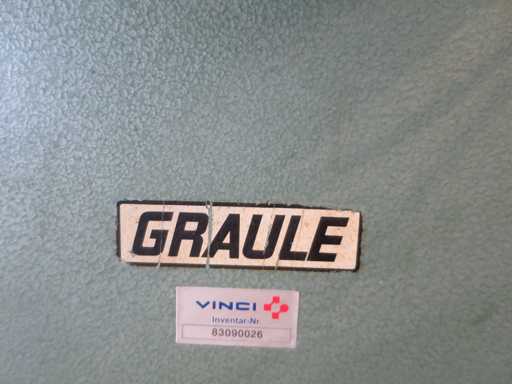 GRAULE
VINCI
Inventar-Nr.
83090026